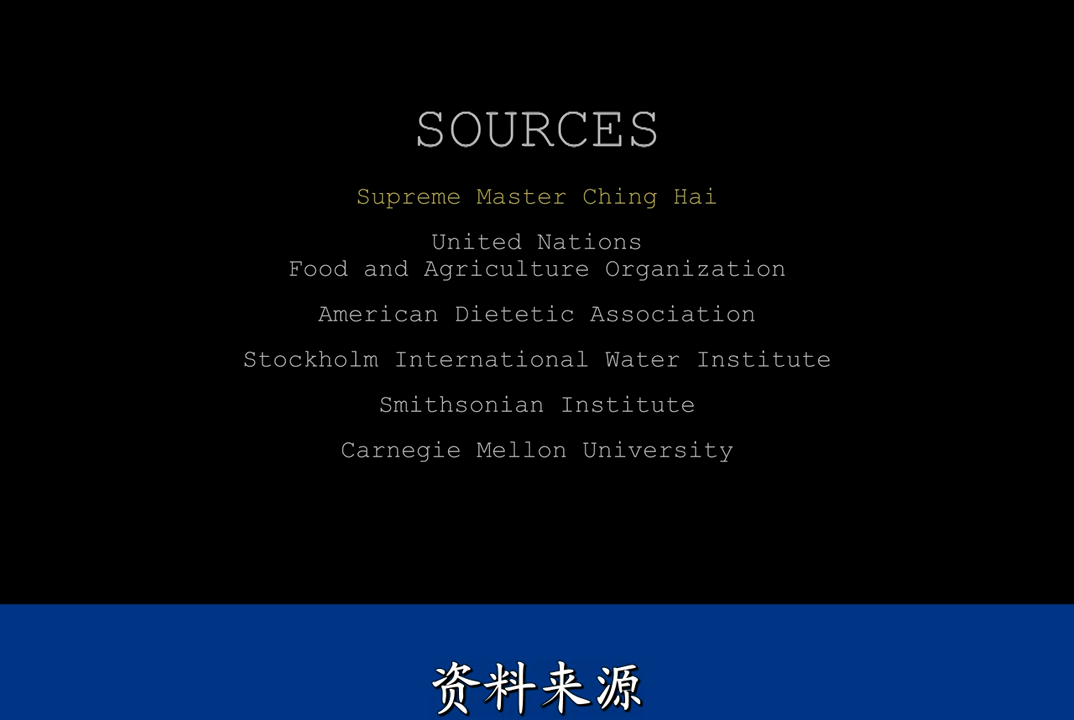 SOURCES
Supreme Master Ching Hai
United Nations
Food and Agriculture Organization
American Dietetic Association
Stockholm International Water Institute
Smithsonian Institute
Carnegie Mellon University
资料来源